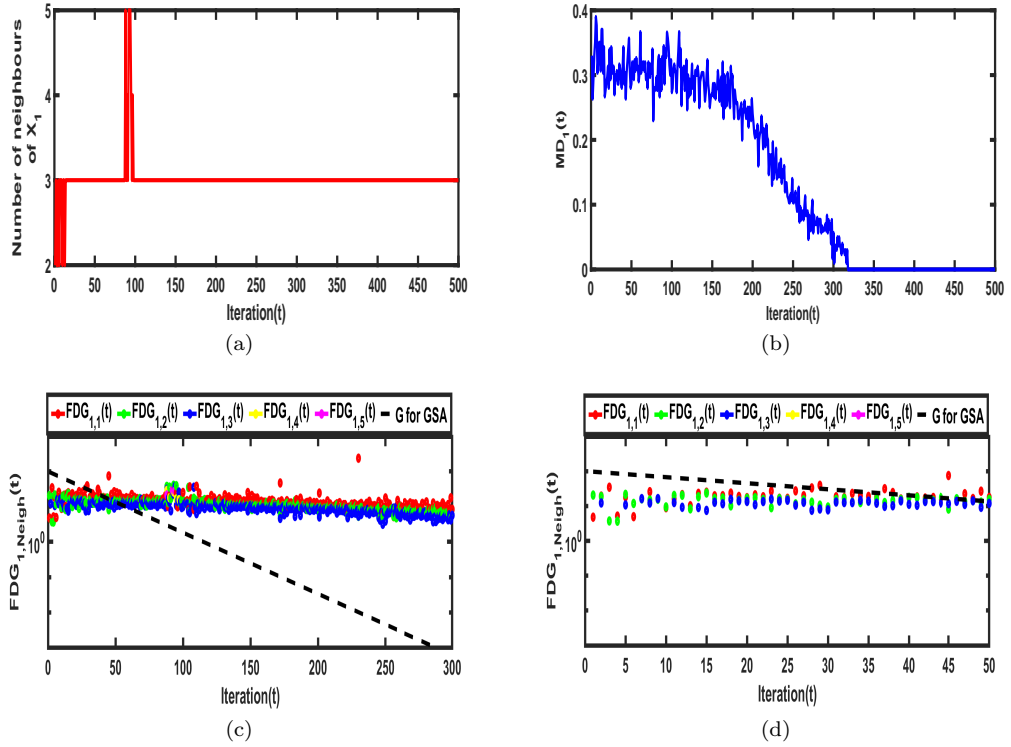 5
4
3
2
Number of neighbours
of X1
0 50 100 150 200 250 300 350 400 450 500
Iteration(t)
(a)
0.4
0.3
0.2
0.1
0
MD1(t)
0 50 100 150 200 250 300 350 400 450 500
Iteration(t)
(b)
FDG1,1(t) FDG1,2(t) FDG1,3(t) FDG1,4(t) FDG1,5(t) G for GSA
10^0
FDG1,Neigh(t)
0 50 100 150 200 250 300
Iteration(t)
(c)
FDG1,1(t) FDG1,2(t) FDG1,3(t) FDG1,4(t) FDG1,5(t) G for GSA
10^0
FDG1,Neigh(t)
0 5 10 15 20 25 30 35 40 45 50
Iteration(t)
(d)